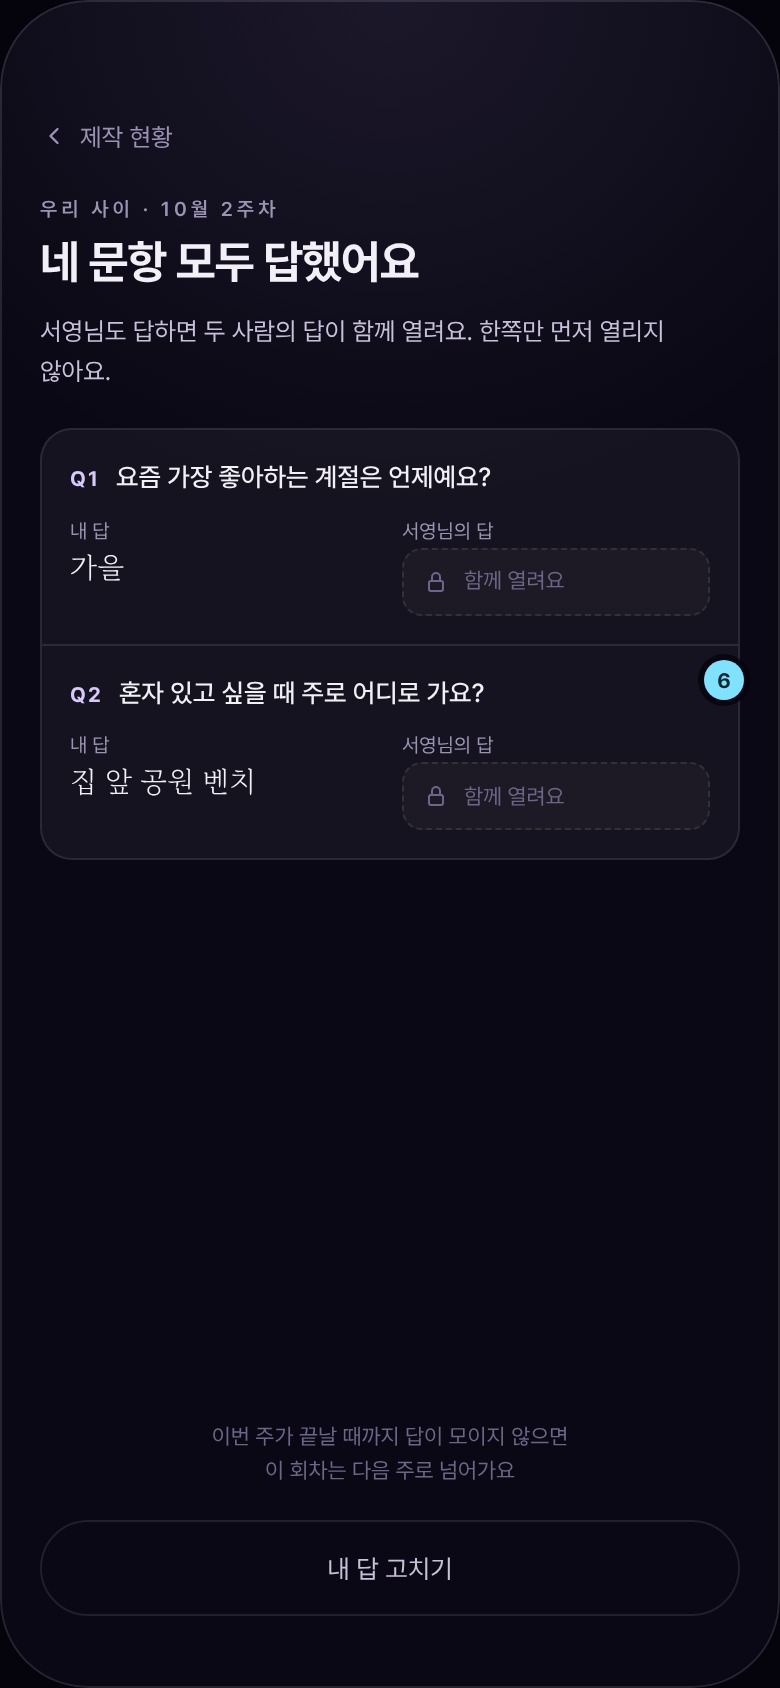 제작 현황
우리 사이 · 10월 2주차
네 문항 모두 답했어요
서영님도 답하면 두 사람의 답이 함께 열려요. 한쪽만 먼저 열리지
않아요.
Q1 요즘 가장 좋아하는 계절은 언제예요?
내 답
가을
서영님의 답
함께 열려요
6
Q2 혼자 있고 싶을 때 주로 어디로 가요?
내 답
집 앞 공원 벤치
서영님의 답
함께 열려요
이번 주가 끝날 때까지 답이 모이지 않으면
이 회차는 다음 주로 넘어가요
내 답 고치기